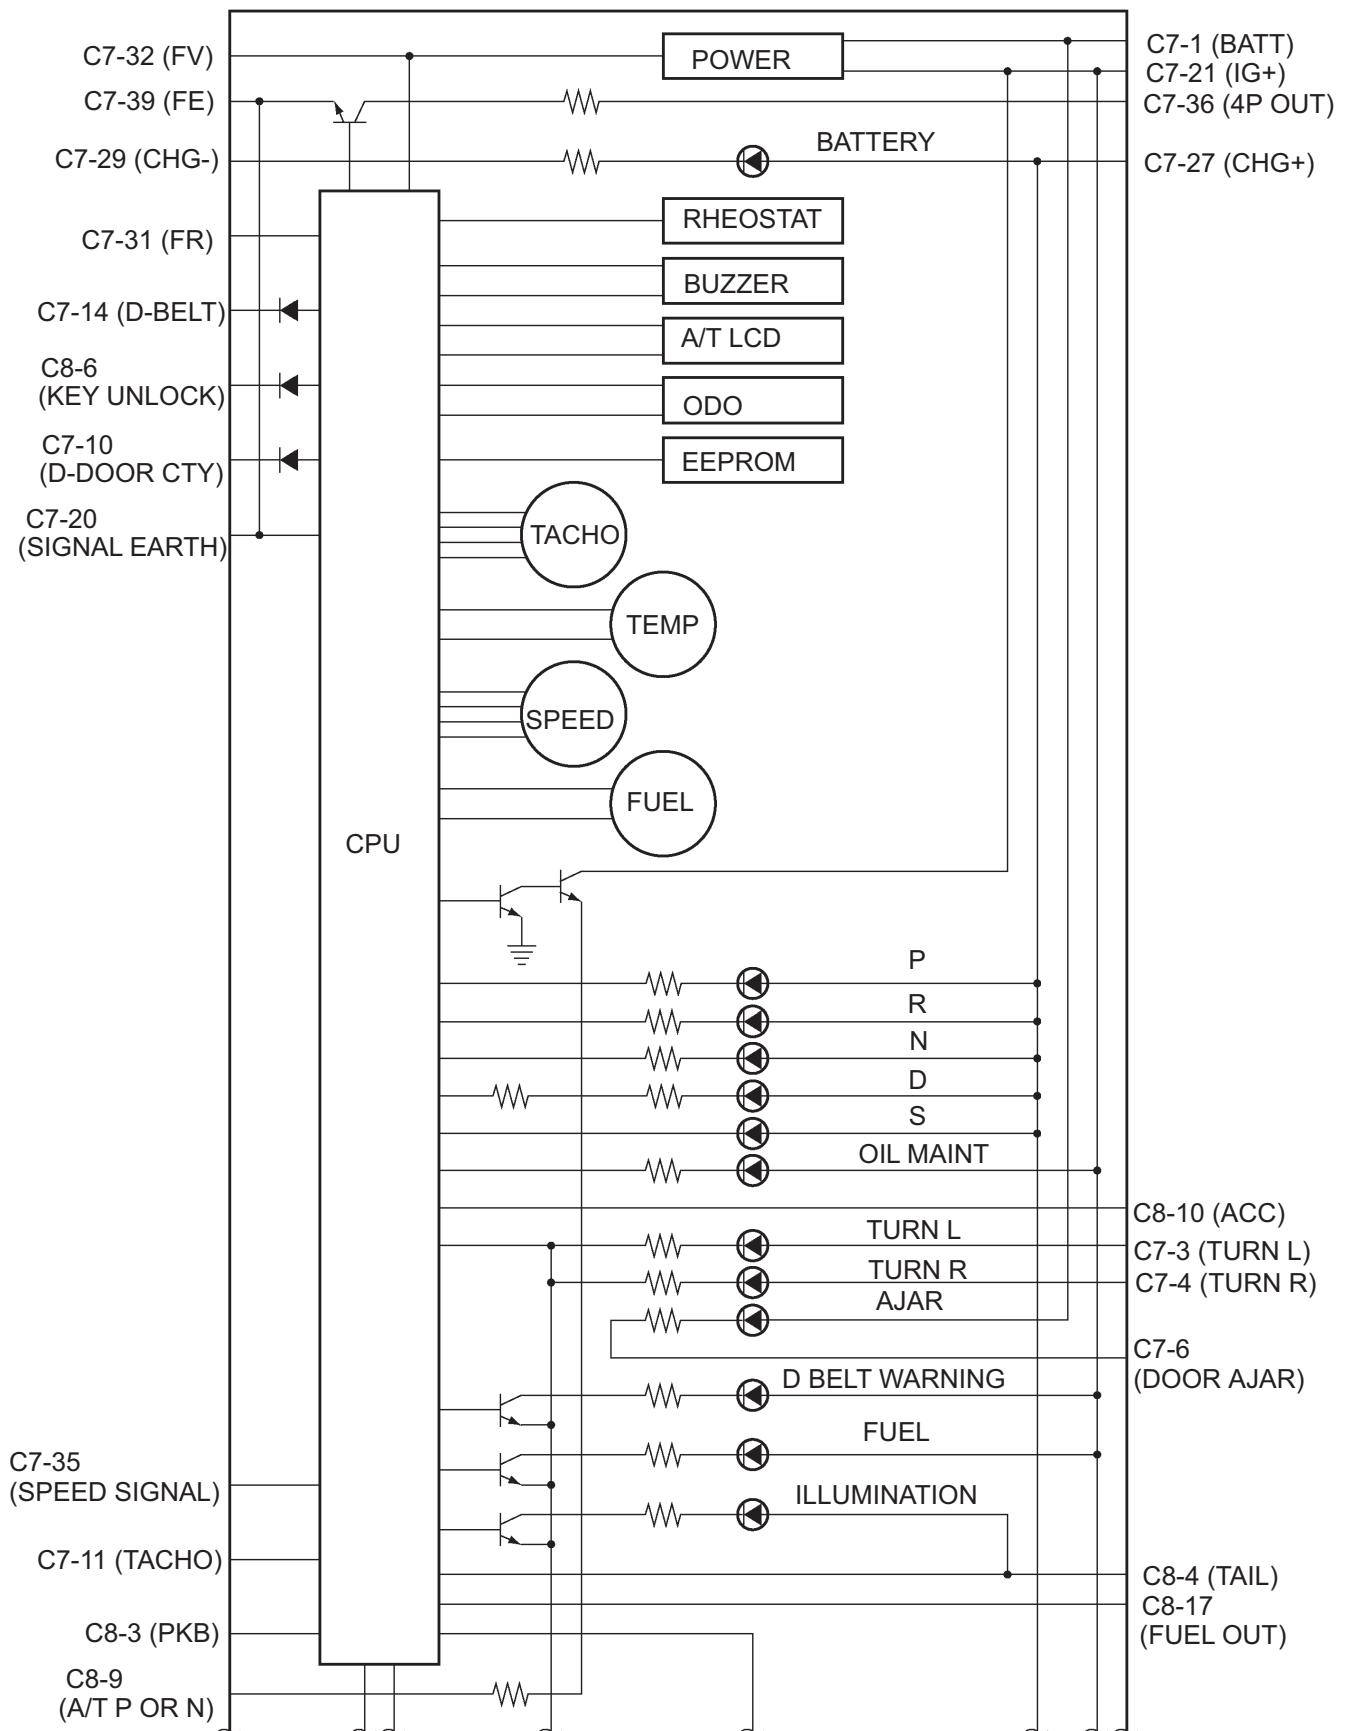 C7-32 (FV)
POWER
C7-1 (BATT)
C7-21 (IG+)
C7-39 (FE)
C7-36 (4P OUT)
C7-29 (CHG-)
BATTERY
C7-27 (CHG+)
C7-31 (FR)
RHEOSTAT
C7-14 (D-BELT)
BUZZER
A/T LCD
C8-6
(KEY UNLOCK)
ODO
C7-10
(D-DOOR CTY)
EEPROM
C7-20
(SIGNAL EARTH)
TACHO
TEMP
SPEED
FUEL
CPU
P
R
N
D
S
OIL MAINT
C8-10 (ACC)
TURN L
C7-3 (TURN L)
TURN R
C7-4 (TURN R)
AJAR
C7-6
(DOOR AJAR)
D BELT WARNING
FUEL
C7-35
(SPEED SIGNAL)
ILLUMINATION
C7-11 (TACHO)
C8-4 (TAIL)
C8-17
(FUEL OUT)
C8-3 (PKB)
C8-9
(A/T P OR N)